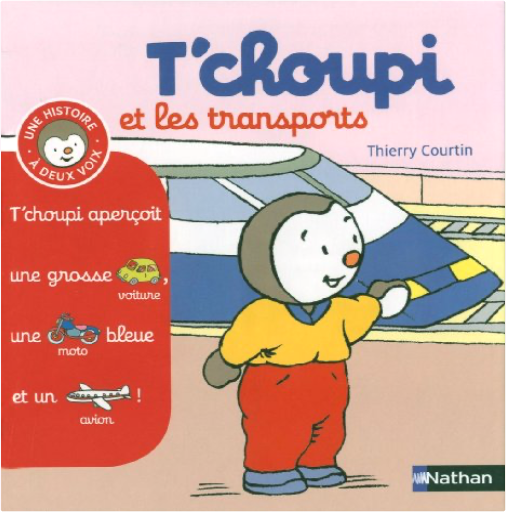 T'choupi
et les transports
Thierry Courtin
UNE HISTOIRE
À DEUX VOIX
T'choupi aperçoit
une grosse ,
voiture
une bleue
moto
et un !
avion
Nathan